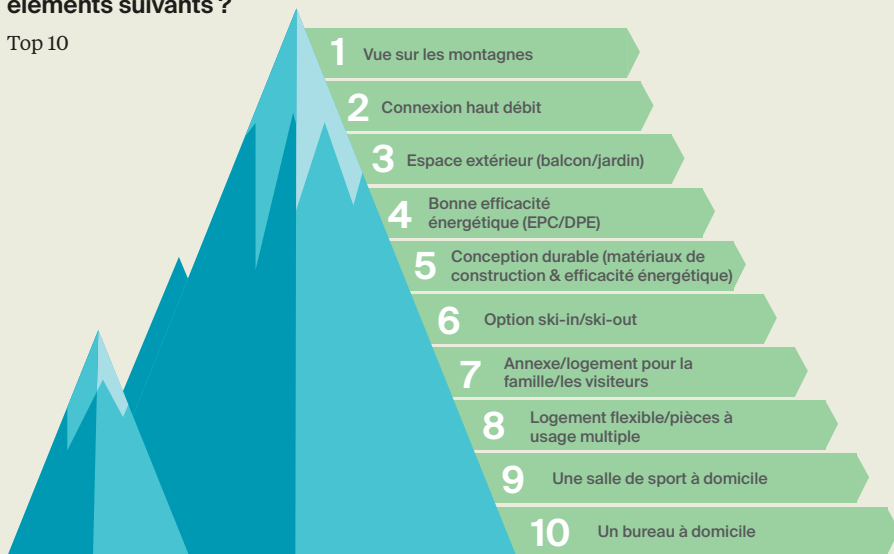 éléments suivants ?
Top 10
1 Vue sur les montagnes
2 Connexion haut débit
3 Espace extérieur (balcon/jardin)
4 Bonne efficacité
énergétique (EPC/DPE)
5 Conception durable (matériaux de
construction & efficacité énergétique)
6 Option ski-in/ski-out
7 Annexe/logement pour la
famille/les visiteurs
8 Logement flexible/pièces à
usage multiple
9 Une salle de sport à domicile
10 Un bureau à domicile